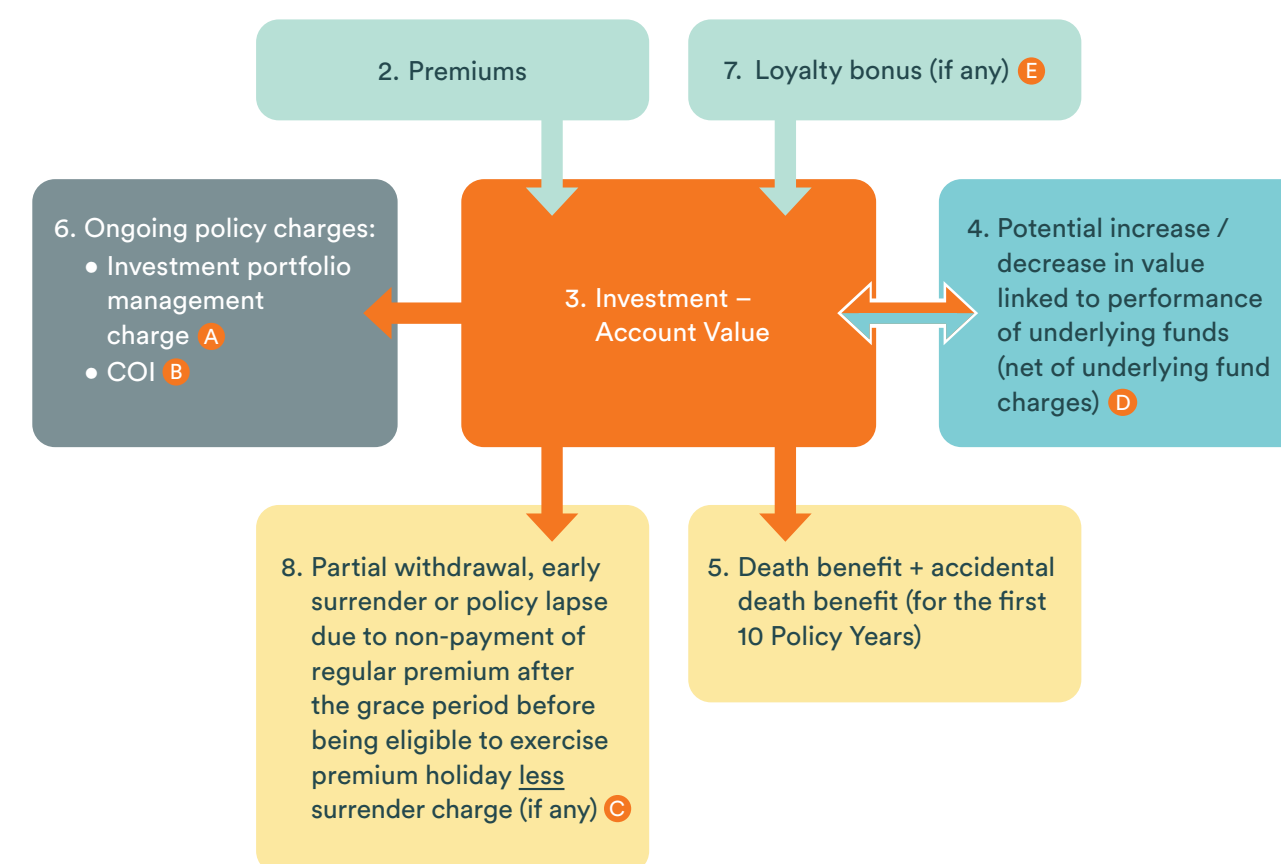 2. Premiums
7. Loyalty bonus (if any) E
6. Ongoing policy charges:
• Investment portfolio
management
charge A
• COI B
3. Investment –
Account Value
4. Potential increase /
decrease in value
linked to performance
of underlying funds
(net of underlying fund
charges) D
8. Partial withdrawal, early
surrender or policy lapse
due to non-payment of
regular premium after
the grace period before
being eligible to exercise
premium holiday less
surrender charge (if any) C
5. Death benefit + accidental
death benefit (for the first
10 Policy Years)